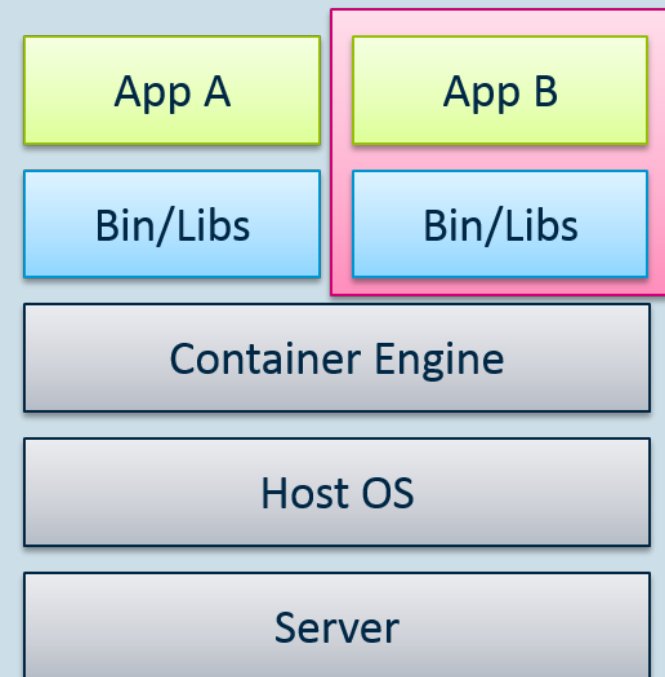 App A
App B
Bin/Libs
Bin/Libs
Container Engine
Host OS
Server